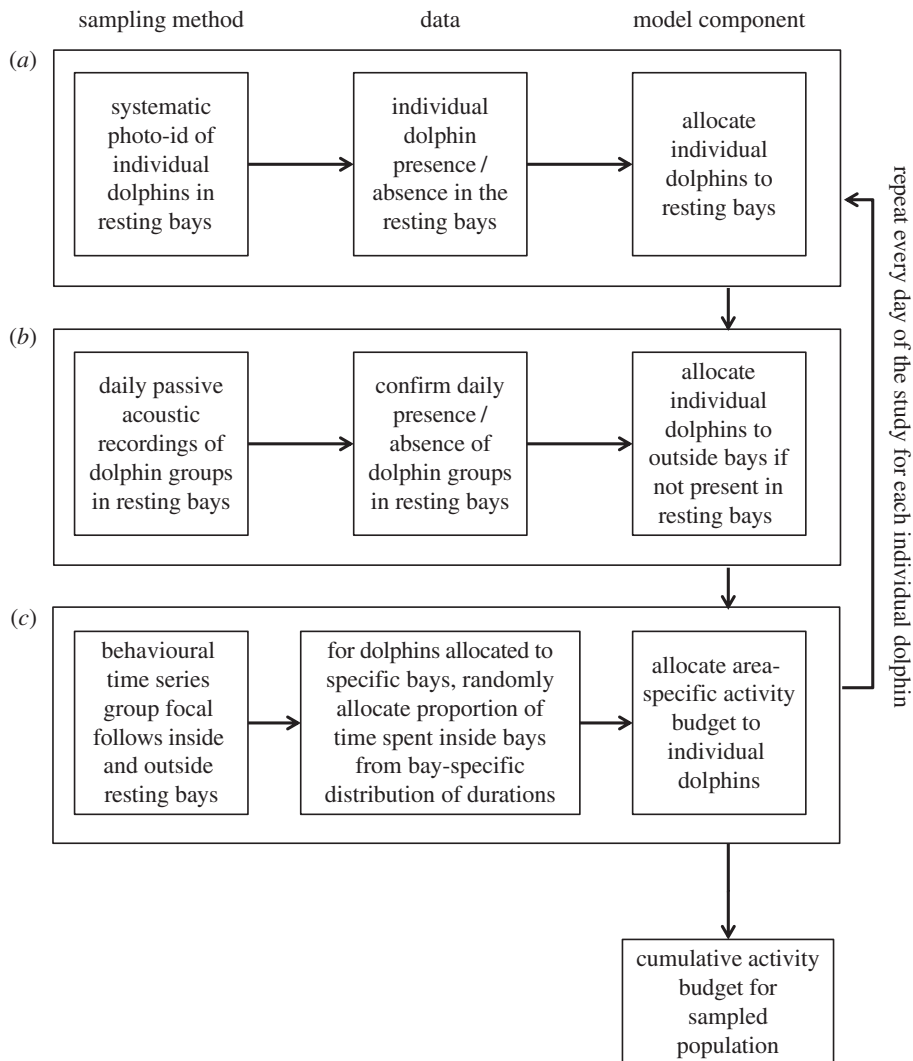 sampling method
data
model component
(a)
systematic
photo-id of
individual
dolphins in
resting bays
individual
dolphin
presence /
absence in the
resting bays
allocate
individual
dolphins to
resting bays
(b)
daily passive
acoustic
recordings of
dolphin groups
in resting bays
confirm daily
presence /
absence of
dolphin groups
in resting bays
allocate
individual
dolphins to
outside bays if
not present in
resting bays
(c)
behavioural
time series
group focal
follows inside
and outside
resting bays
for dolphins allocated to
specific bays, randomly
allocate proportion of
time spent inside bays
from bay-specific
distribution of durations
allocate area-
specific activity
budget to
individual
dolphins
repeat every day of the study for each individual dolphin
cumulative activity
budget for
sampled
population